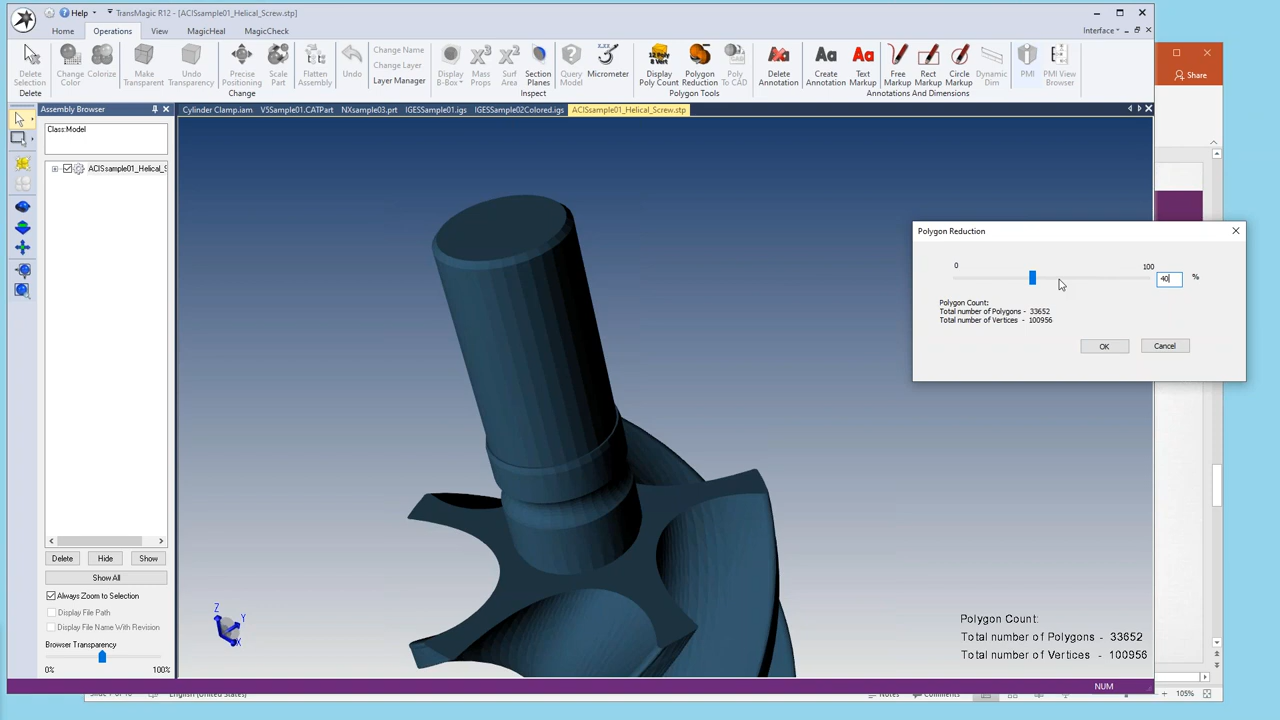 Help
TransMagic R12 - [ACISsample01_Helical_Screw.stp]
Home
Operations
View
MagicHeal
MagicCheck
Interface
Share
Delete Selection
Change Color
Colorize
Make Transparent
Undo Transparency
Precise Positioning
Scale Part
Flatten Assembly
Undo
Change Name
Change Layer
Layer Manager
Display B-Box
Mass Props
Surf Area
Section Planes
Query Model
Micrometer
Display Poly Count
Polygon Reduction
Poly To CAD
Delete Annotation
Create Annotation
Text Markup
Free Markup
Rect Markup
Circle Markup
Dynamic Dim
PMI
PMI View Browser
Delete
Change
Inspect
Polygon Tools
Annotations And Dimensions
Assembly Browser
Cylinder Clamp.iam
V5Sample01.CATPart
NXsample03.prt
IGESSample01.igs
IGESSample02Colored.igs
ACISsample01_Helical_Screw.stp
Class:Model
ACISsample01_Helical_S
Polygon Reduction
0
100
40
%
Polygon Count:
Total number of Polygons - 33652
Total number of Vertices - 100956
OK
Cancel
Delete
Hide
Show
Show All
Always Zoom to Selection
Display File Path
Display File Name With Revision
Browser Transparency
0%
100%
Z
Y
X
Polygon Count:
Total number of Polygons - 33652
Total number of Vertices - 100956
NUM
English (United States)
Notes
Comments
105%